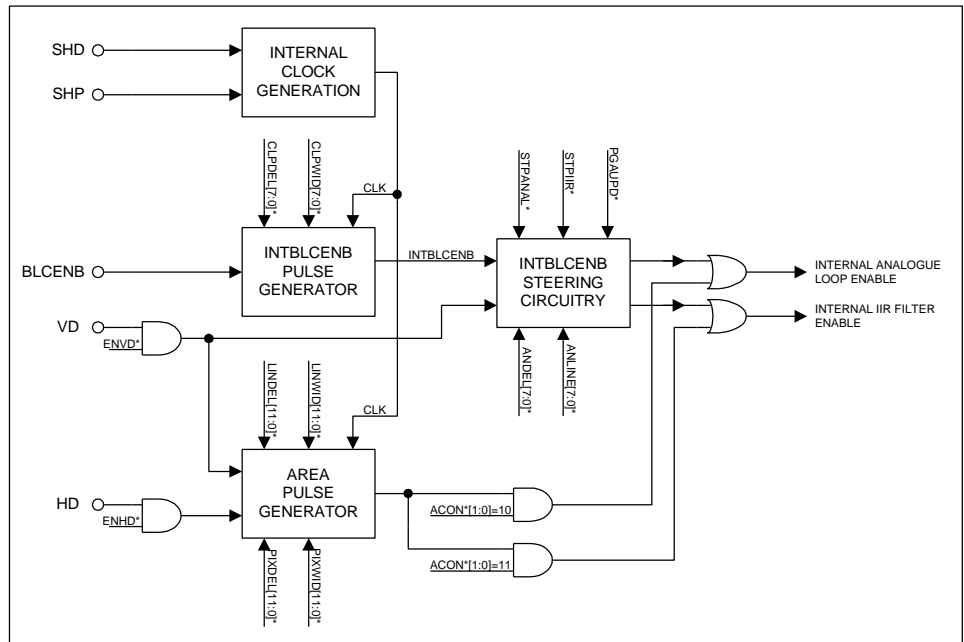 SHD
SHP
INTERNAL
CLOCK
GENERATION
CLPDEL[7:0]*
CLPWID[7:0]*
CLK
STPANAL*
STPIIR*
PGAUPD*
BLCENB
INTBLCENB
PULSE
GENERATOR
INTBLCENB
INTBLCENB
STEERING
CIRCUITRY
INTERNAL ANALOGUE
LOOP ENABLE
INTERNAL IIR FILTER
ENABLE
VD
ENVD*
LINDEL[11:0]*
LINWID[11:0]*
CLK
ANDEL[7:0]*
ANLINE[7:0]*
HD
ENHD*
AREA
PULSE
GENERATOR
ACON*[1:0]=10
ACON*[1:0]=11
PIXDEL[11:0]*
PIXWID[11:0]*